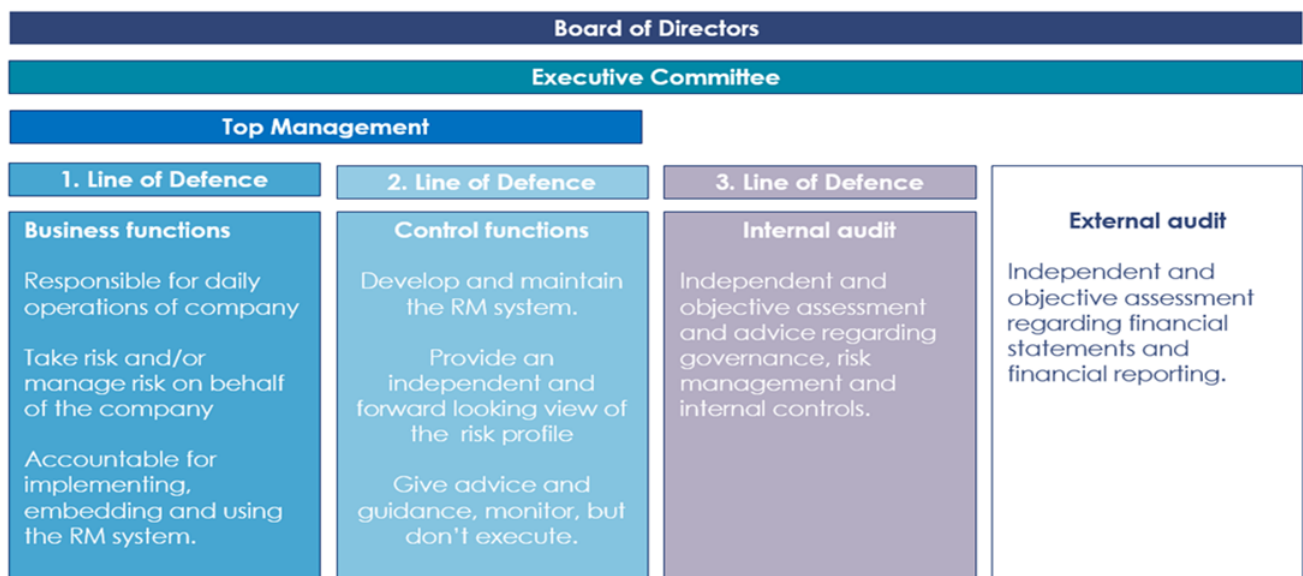 Board of Directors
Executive Committee
Top Management
1. Line of Defence
Business functions
Responsible for daily
operations of company
Take risk and/or
manage risk on behalf
of the company
Accountable for
implementing,
embedding and using
the RM system.
2. Line of Defence
Control functions
Develop and maintain
the RM system.
Provide an
independent and
forward looking view of
the risk profile
Give advice and
guidance, monitor, but
don't execute.
3. Line of Defence
Internal audit
Independent and
objective assessment
and advice regarding
governance, risk
management and
internal controls.
External audit
Independent and
objective assessment
regarding financial
statements and
financial reporting.